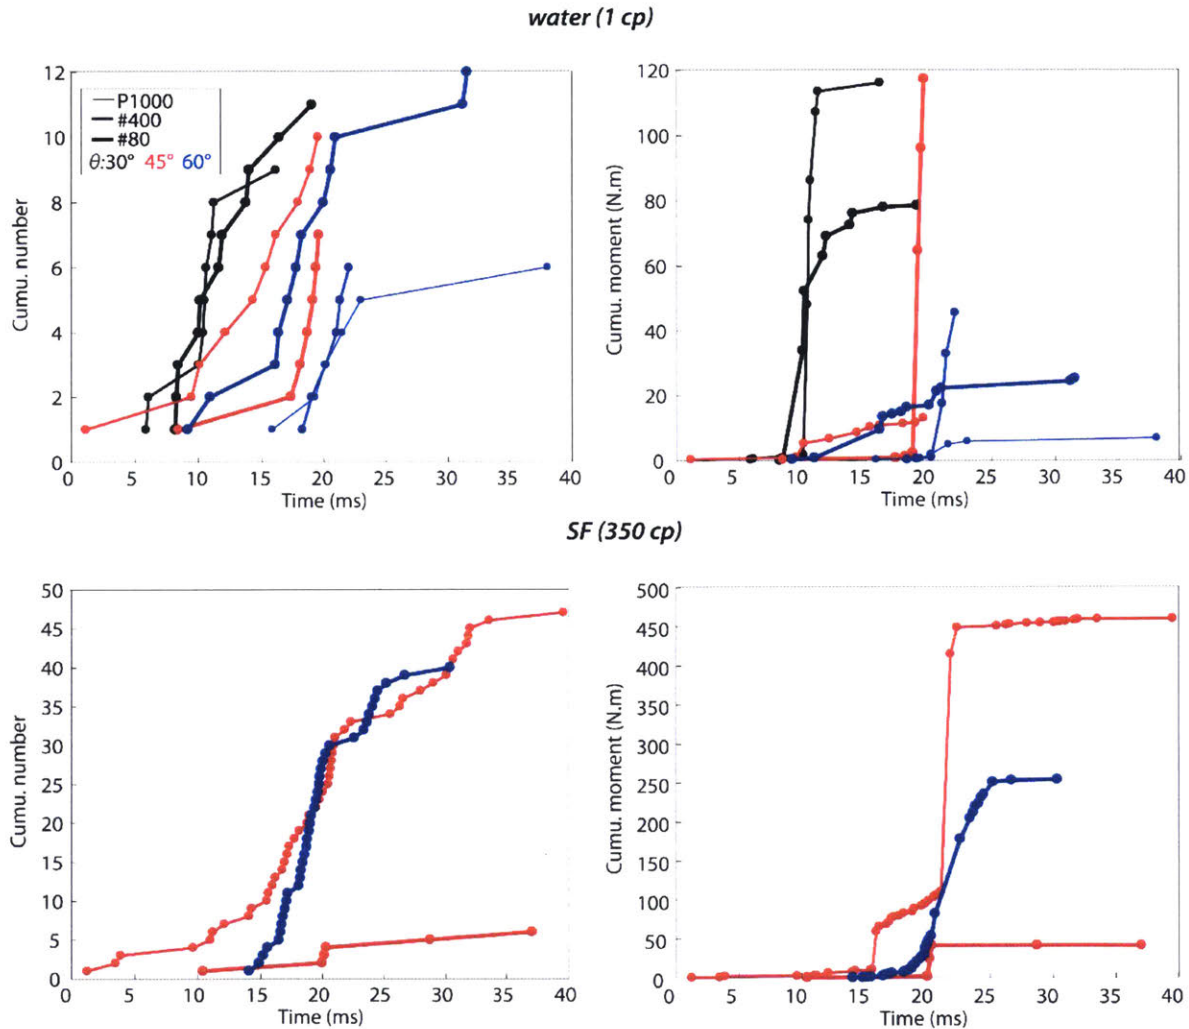 water (1 cp)
12
10
8
6
4
2
0
Cumu. number
P1000
#400
#80
θ:30° 45° 60°
0 5 10 15 20 25 30 35 40
Time (ms)
120
100
80
60
40
20
0
Cumu. moment (N.m)
5 10 15 20 25 30 35 40
Time (ms)
SF (350 cp)
50
45
40
35
30
25
20
15
10
5
0
Cumu. number
0 5 10 15 20 25 30 35 40
Time (ms)
500
450
400
350
300
250
200
150
100
50
0
Cumu. moment (N.m)
5 10 15 20 25 30 35 40
Time (ms)